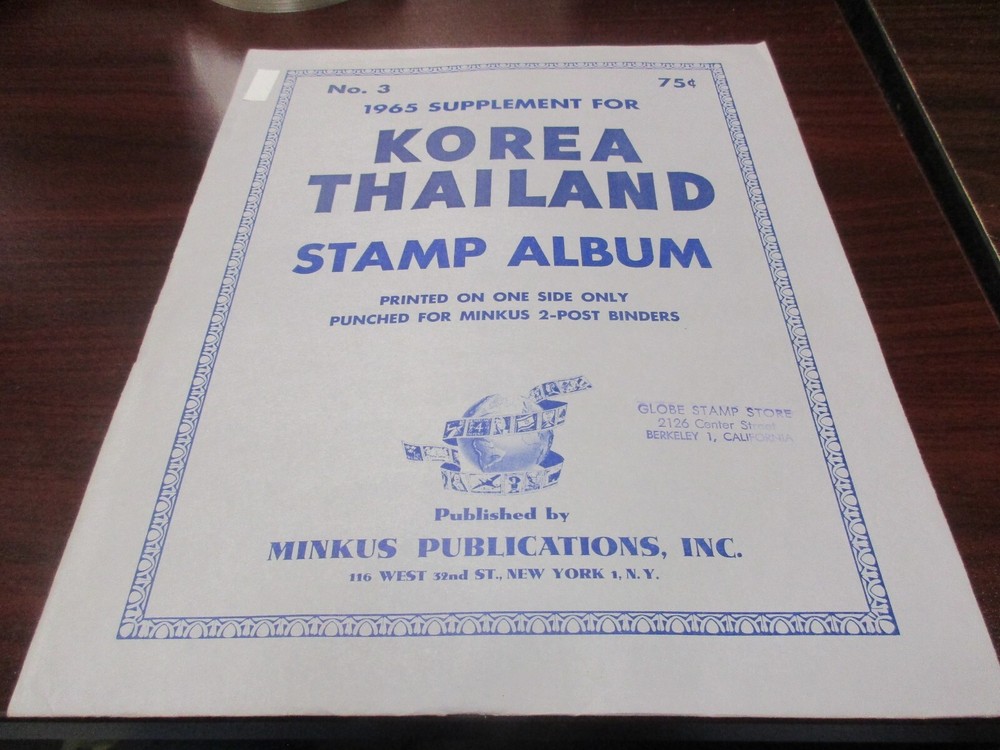 No. 3
75¢
1965 SUPPLEMENT FOR
KOREA
THAILAND
STAMP ALBUM
PRINTED ON ONE SIDE ONLY
PUNCHED FOR MINKUS 2-POST BINDERS
GLOBE STAMP STORE
2126 Center Street
BERKELEY 1, CALIFORNIA
Published by
MINKUS PUBLICATIONS, INC.
116 WEST 32nd ST., NEW YORK 1, N. Y.